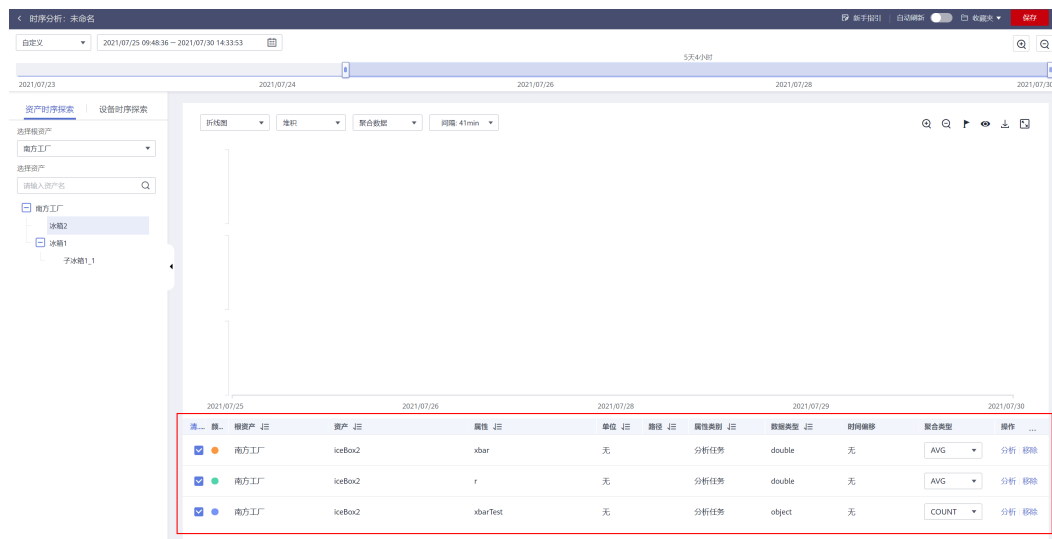 时序分析：未命名 新手指引 自动刷新 收藏夹 保存
自定义 2021/07/25 09:48:36 ~ 2021/07/30 14:33:53
5天4小时
2021/07/23 2021/07/24 2021/07/26 2021/07/28 2021/07/30
资产时序探索 设备时序探索
选择根资产
南方工厂
选择资产
请输入资产名
南方工厂
冰箱2
冰箱1
子冰箱1_1
折线图 堆积 聚合数据 间隔: 41min
2021/07/25 2021/07/26 2021/07/28 2021/07/29 2021/07/30
清... 颜... 根资产 资产 属性 单位 路径 属性类别 数据类型 时间偏移 聚合类型 操作 ...
南方工厂 iceBox2 xbar 无 分析任务 double 无 AVG 分析 移除
南方工厂 iceBox2 r 无 分析任务 double 无 AVG 分析 移除
南方工厂 iceBox2 xbarTest 无 分析任务 object 无 COUNT 分析 移除